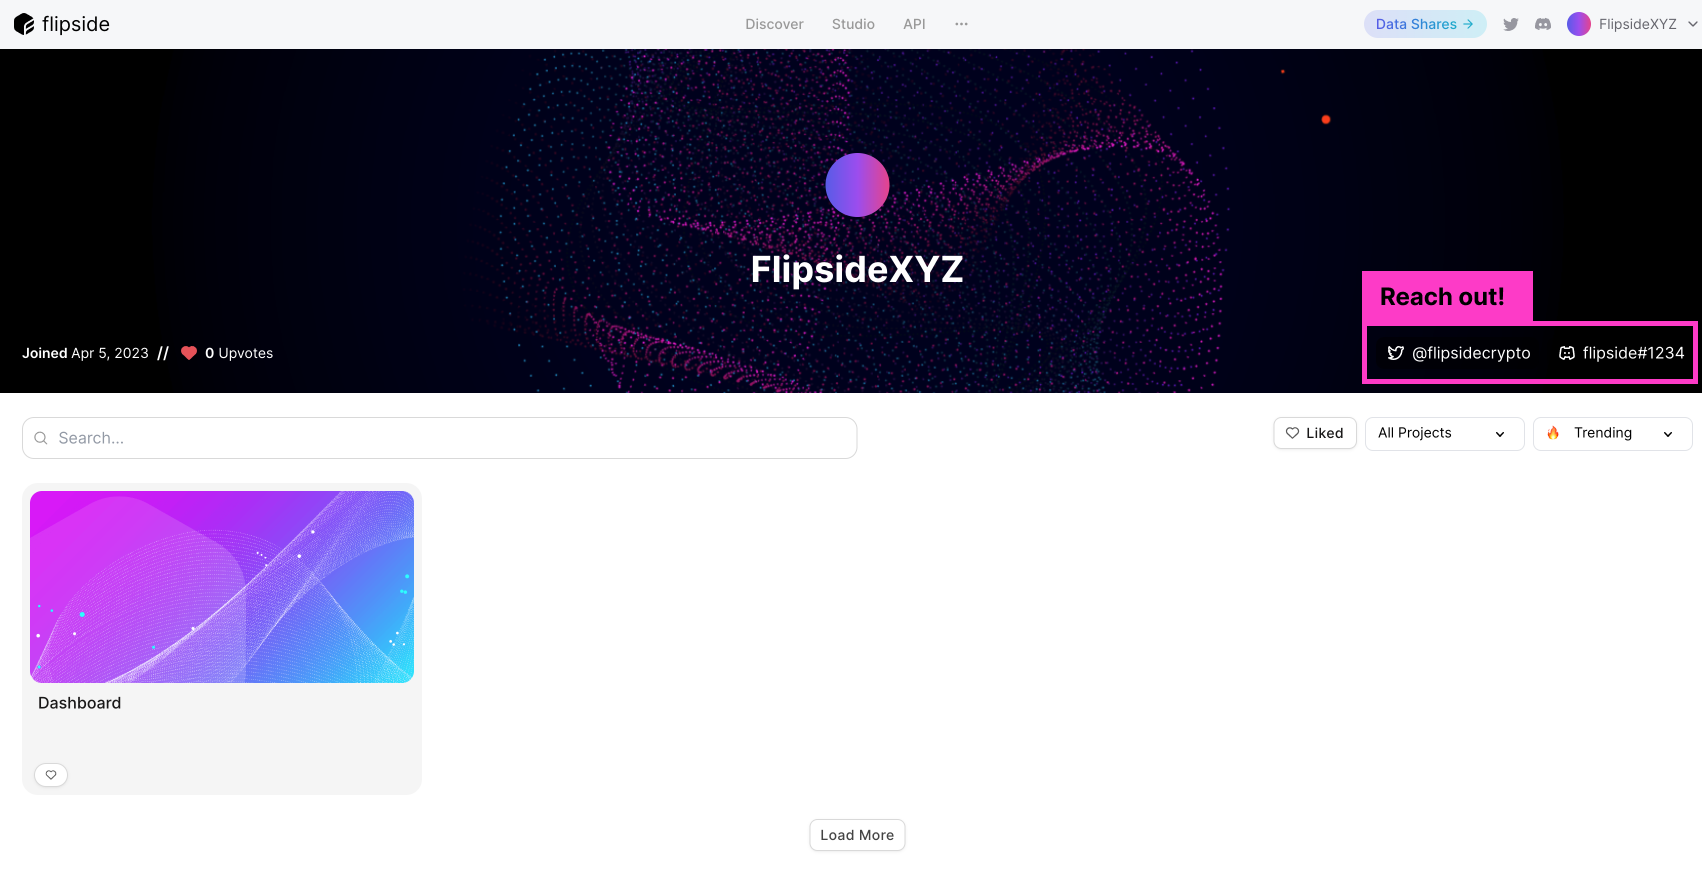 flipside
Discover Studio API ···
Data Shares →
FlipsideXYZ
FlipsideXYZ
Joined Apr 5, 2023 // 0 Upvotes
Reach out!
@flipsidecrypto flipside#1234
Search...
Liked
All Projects
Trending
Dashboard
Load More